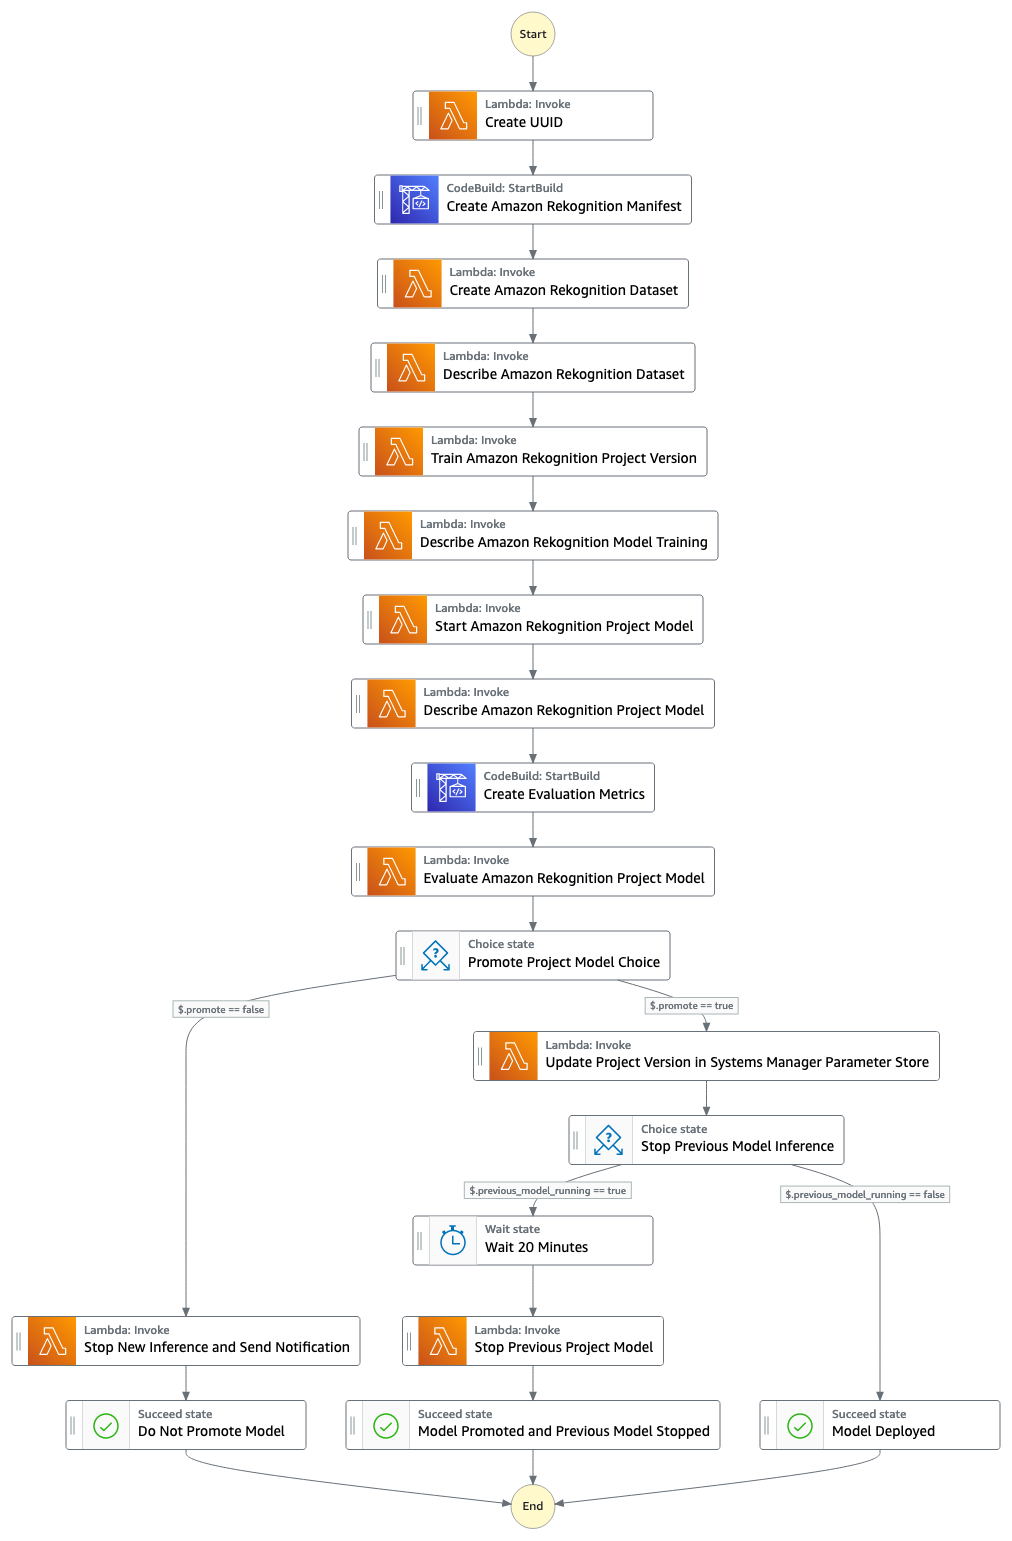 Start
Lambda: Invoke
Create UUID
CodeBuild: StartBuild
Create Amazon Rekognition Manifest
Lambda: Invoke
Create Amazon Rekognition Dataset
Lambda: Invoke
Describe Amazon Rekognition Dataset
Lambda: Invoke
Train Amazon Rekognition Project Version
Lambda: Invoke
Describe Amazon Rekognition Model Training
Lambda: Invoke
Start Amazon Rekognition Project Model
Lambda: Invoke
Describe Amazon Rekognition Project Model
CodeBuild: StartBuild
Create Evaluation Metrics
Lambda: Invoke
Evaluate Amazon Rekognition Project Model
Choice state
Promote Project Model Choice
$.promote == false
$.promote == true
Lambda: Invoke
Update Project Version in Systems Manager Parameter Store
Choice state
Stop Previous Model Inference
$.previous_model_running == true
$.previous_model_running == false
Wait state
Wait 20 Minutes
Lambda: Invoke
Stop New Inference and Send Notification
Lambda: Invoke
Stop Previous Project Model
Succeed state
Do Not Promote Model
Succeed state
Model Promoted and Previous Model Stopped
Succeed state
Model Deployed
End